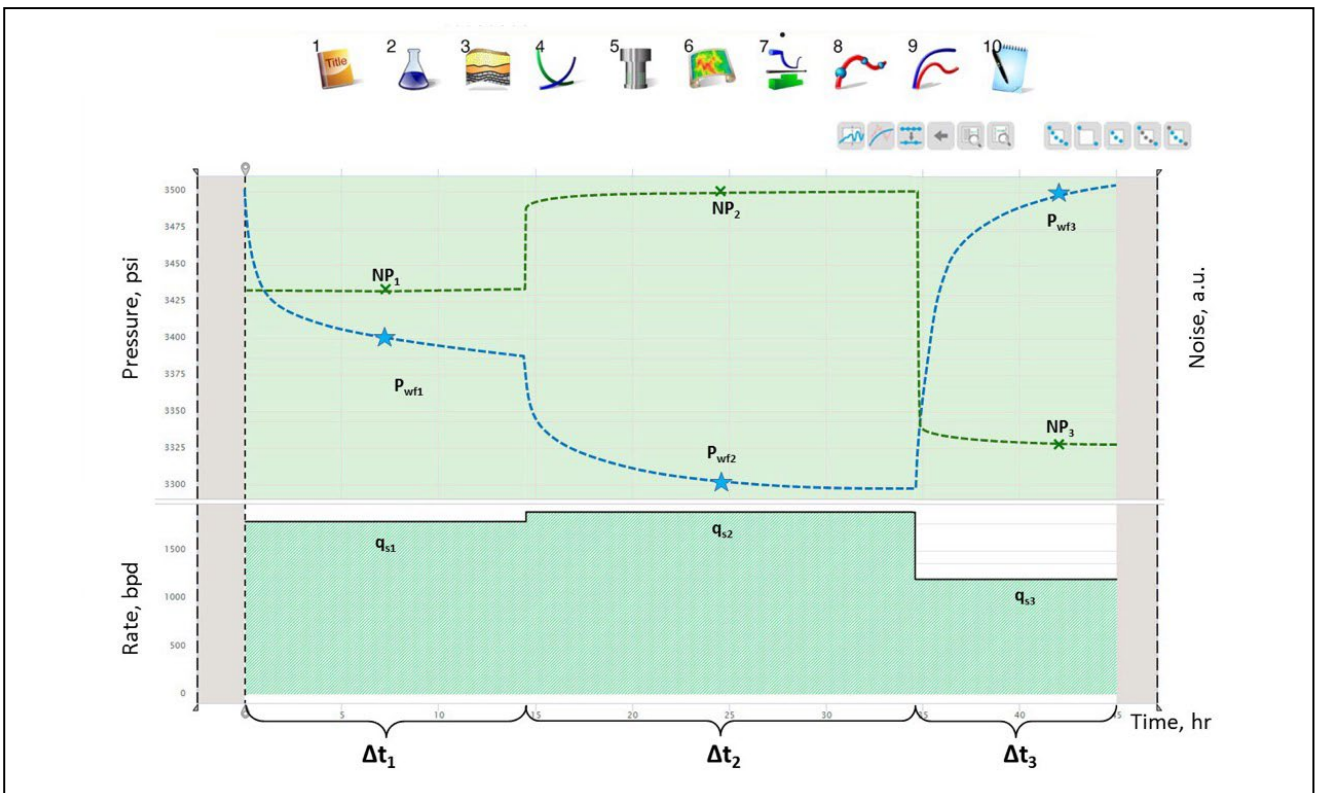 1 2 3 4 5 6 7 8 9 10
Title
3500
3475
3450
3425
3400
3375
3350
3325
3300
Pressure, psi
Noise, a.u.
NP1
Pwf1
NP2
Pwf2
Pwf3
NP3
1500
1000
500
0
Rate, bpd
qs1
qs2
qs3
5 10 15 20 25 30 35 40
Time, hr
Δt1 Δt2 Δt3